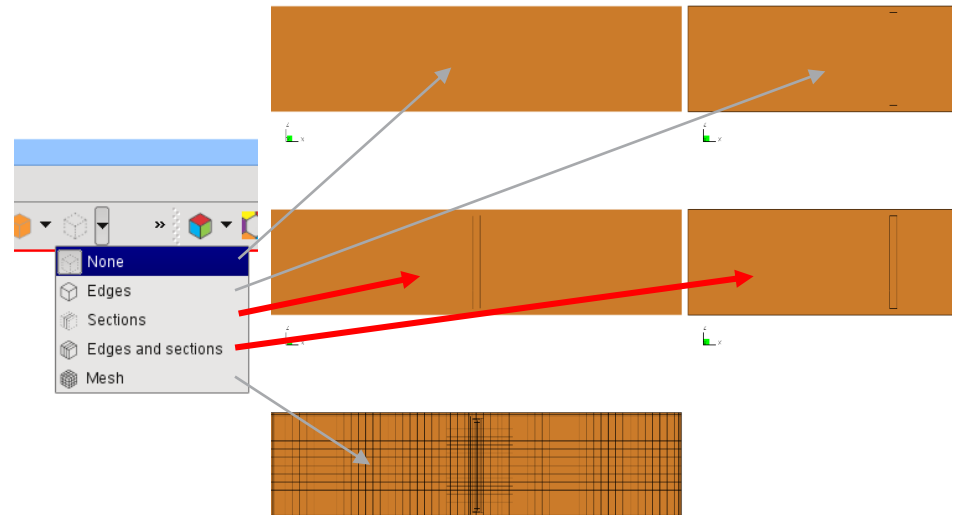 None
Edges
Sections
Edges and sections
Mesh
z
x
z
x
z
x
z
x